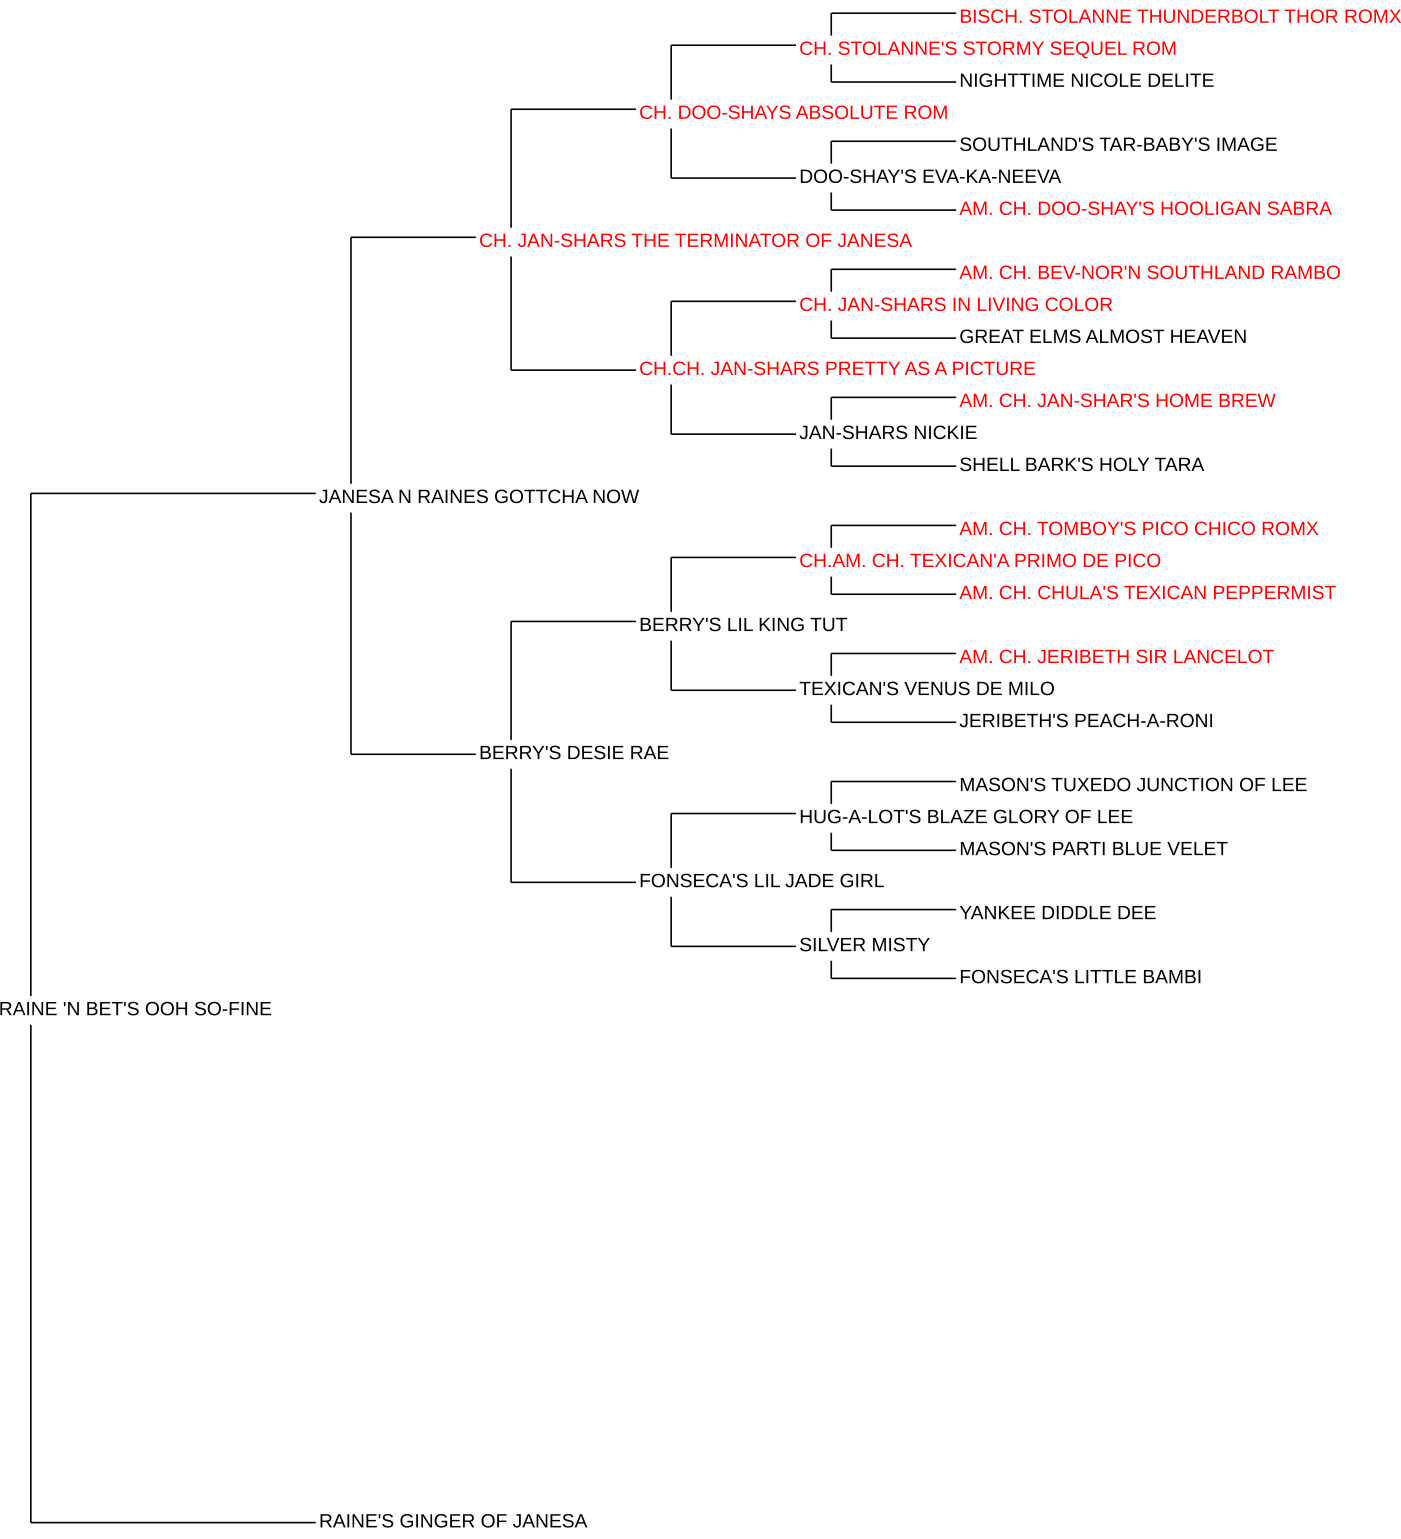 BISCH. STOLANNE THUNDERBOLT THOR ROMX
CH. STOLANNE'S STORMY SEQUEL ROM
NIGHTTIME NICOLE DELITE
CH. DOO-SHAYS ABSOLUTE ROM
SOUTHLAND'S TAR-BABY'S IMAGE
DOO-SHAY'S EVA-KA-NEEVA
AM. CH. DOO-SHAY'S HOOLIGAN SABRA
CH. JAN-SHARS THE TERMINATOR OF JANESA
AM. CH. BEV-NOR'N SOUTHLAND RAMBO
CH. JAN-SHARS IN LIVING COLOR
GREAT ELMS ALMOST HEAVEN
CH.CH. JAN-SHARS PRETTY AS A PICTURE
AM. CH. JAN-SHAR'S HOME BREW
JAN-SHARS NICKIE
SHELL BARK'S HOLY TARA
JANESA N RAINES GOTTCHA NOW
AM. CH. TOMBOY'S PICO CHICO ROMX
CH.AM. CH. TEXICAN'A PRIMO DE PICO
AM. CH. CHULA'S TEXICAN PEPPERMIST
BERRY'S LIL KING TUT
AM. CH. JERIBETH SIR LANCELOT
TEXICAN'S VENUS DE MILO
JERIBETH'S PEACH-A-RONI
BERRY'S DESIE RAE
MASON'S TUXEDO JUNCTION OF LEE
HUG-A-LOT'S BLAZE GLORY OF LEE
MASON'S PARTI BLUE VELET
FONSECA'S LIL JADE GIRL
YANKEE DIDDLE DEE
SILVER MISTY
FONSECA'S LITTLE BAMBI
RAINE 'N BET'S OOH SO-FINE
RAINE'S GINGER OF JANESA